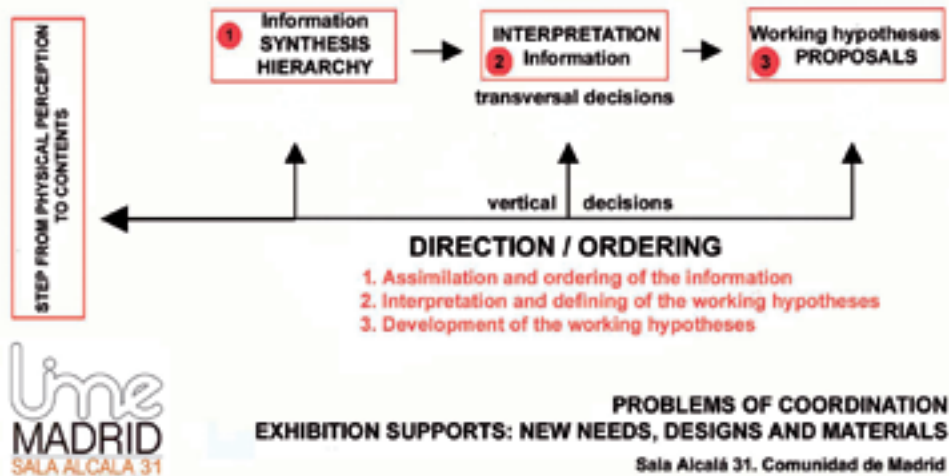 STEP FROM PHYSICAL PERCEPTION
TO CONTENTS
1
Information
SYNTHESIS
HIERARCHY
INTERPRETATION
2 Information
Working hypotheses
3 PROPOSALS
transversal decisions
vertical decisions
DIRECTION / ORDERING
1. Assimilation and ordering of the information
2. Interpretation and defining of the working hypotheses
3. Development of the working hypotheses
MADRID
SALA ALCALA 31
PROBLEMS OF COORDINATION
EXHIBITION SUPPORTS: NEW NEEDS, DESIGNS AND MATERIALS
Sala Alcalá 31. Comunidad de Madrid